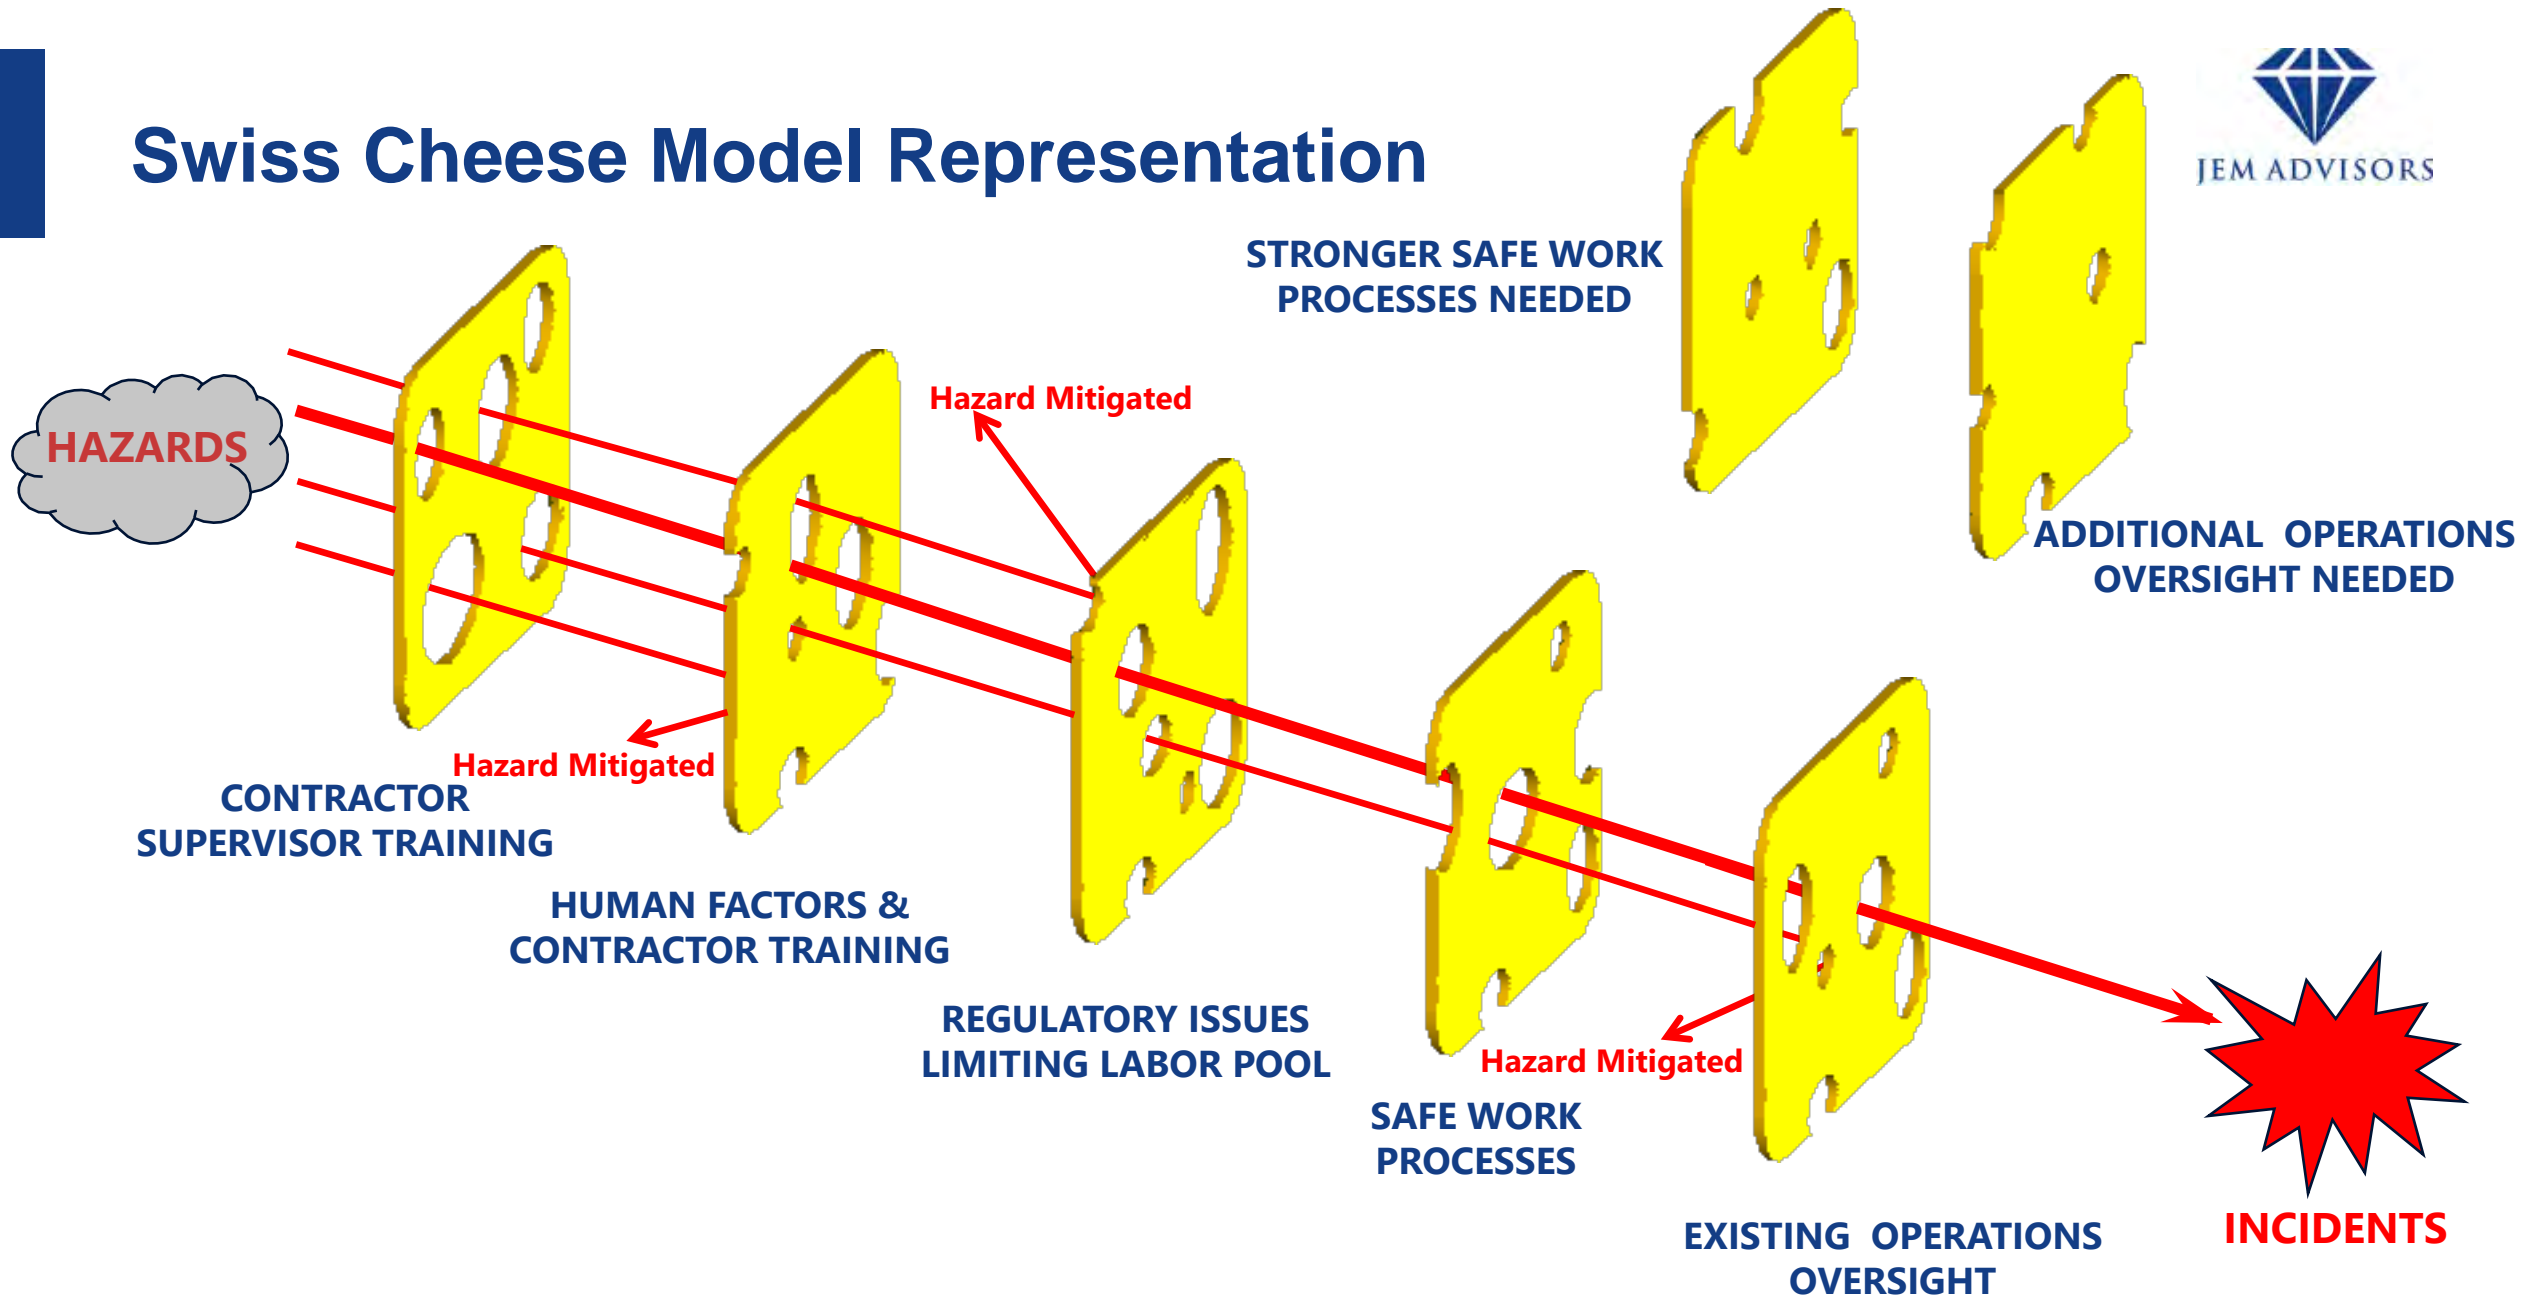 Swiss Cheese Model Representation
JEM ADVISORS
STRONGER SAFE WORK
PROCESSES NEEDED
HAZARDS
Hazard Mitigated
ADDITIONAL OPERATIONS
OVERSIGHT NEEDED
Hazard Mitigated
CONTRACTOR
SUPERVISOR TRAINING
HUMAN FACTORS &
CONTRACTOR TRAINING
REGULATORY ISSUES
LIMITING LABOR POOL
Hazard Mitigated
SAFE WORK
PROCESSES
EXISTING OPERATIONS
OVERSIGHT
INCIDENTS